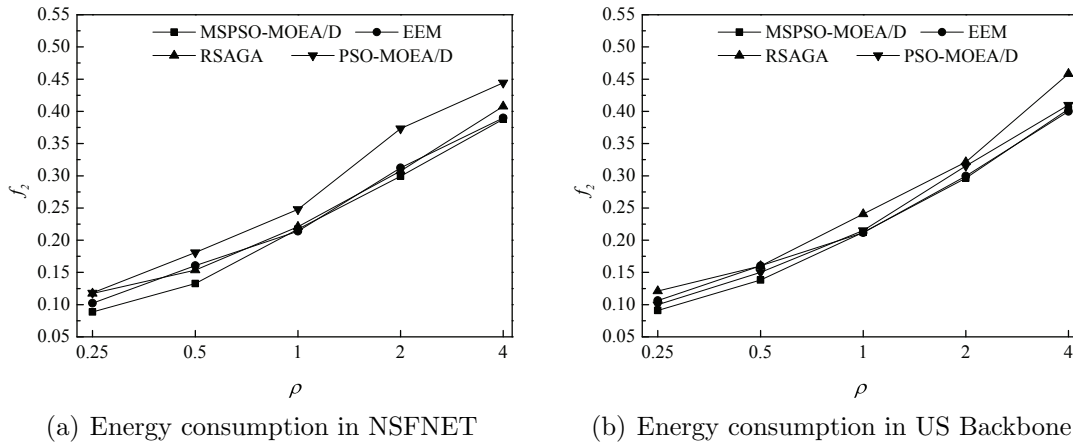 0.55
0.50
0.45
0.40
0.35
0.30
0.25
0.20
0.15
0.10
0.05
f₂
MSPSO-MOEA/D
EEM
RSAGA
PSO-MOEA/D
0.25
0.5
1
2
4
ρ
(a) Energy consumption in NSFNET
0.55
0.50
0.45
0.40
0.35
0.30
0.25
0.20
0.15
0.10
0.05
f₂
MSPSO-MOEA/D
EEM
RSAGA
PSO-MOEA/D
0.25
0.5
1
2
4
ρ
(b) Energy consumption in US Backbone